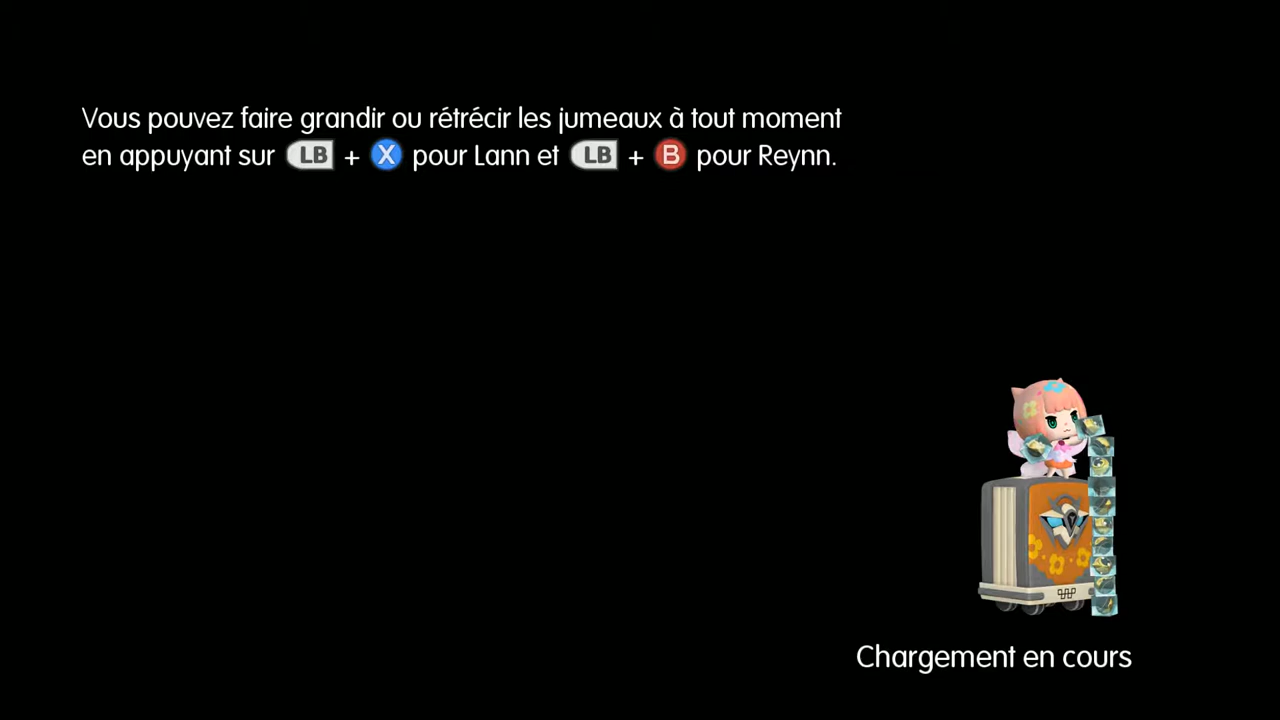 Vous pouvez faire grandir ou rétrécir les jumeaux à tout moment
en appuyant sur LB + X pour Lann et LB + B pour Reynn.
Chargement en cours